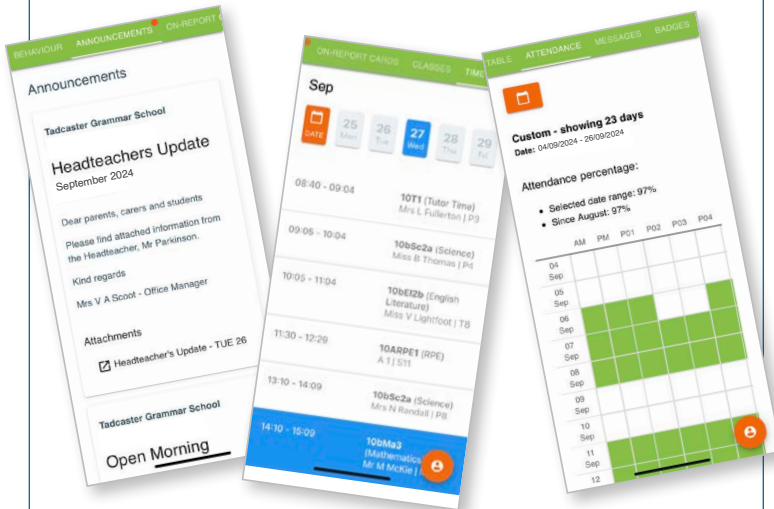 BEHAVIOUR ANNOUNCEMENTS ON-REPORT
Announcements
Tadcaster Grammar School
Headteachers Update
September 2024
Dear parents, carers and students
Please find attached information from
the Headteacher, Mr Parkinson.
Kind regards
Mrs V A Scoot - Office Manager
Attachments
Headteacher's Update - TUE 26
Tadcaster Grammar School
Open Morning
ON-REPORT CARDS CLASSES
Sep
DATE
25
Mon
26
Tue
27
Wed
28
Thu
29
Fri
08:40 - 09:04
10T1 (Tutor Time)
Mrs L Fullerton | P3
09:05 - 10:04
10bSc2a (Science)
Miss B Thomas | P4
10:05 - 11:04
10bEl2b (English
Literature)
Miss V Lightfoot | T8
11:30 - 12:29
10ARPE1 (RPE)
A 1 | S11
13:10 - 14:09
10bSc2a (Science)
Mrs N Randall | P8
14:10 - 15:09
10bMa3
(Mathematics
Mr M McKie |
TABLE ATTENDANCE MESSAGES BADGES
Custom - showing 23 days
Date: 04/09/2024 - 26/09/2024
Attendance percentage:
• Selected date range: 97%
• Since August: 97%
AM PM P01 P02 P03 P04
04
Sep
05
Sep
06
Sep
07
Sep
08
Sep
09
Sep
10
Sep
11
Sep
12